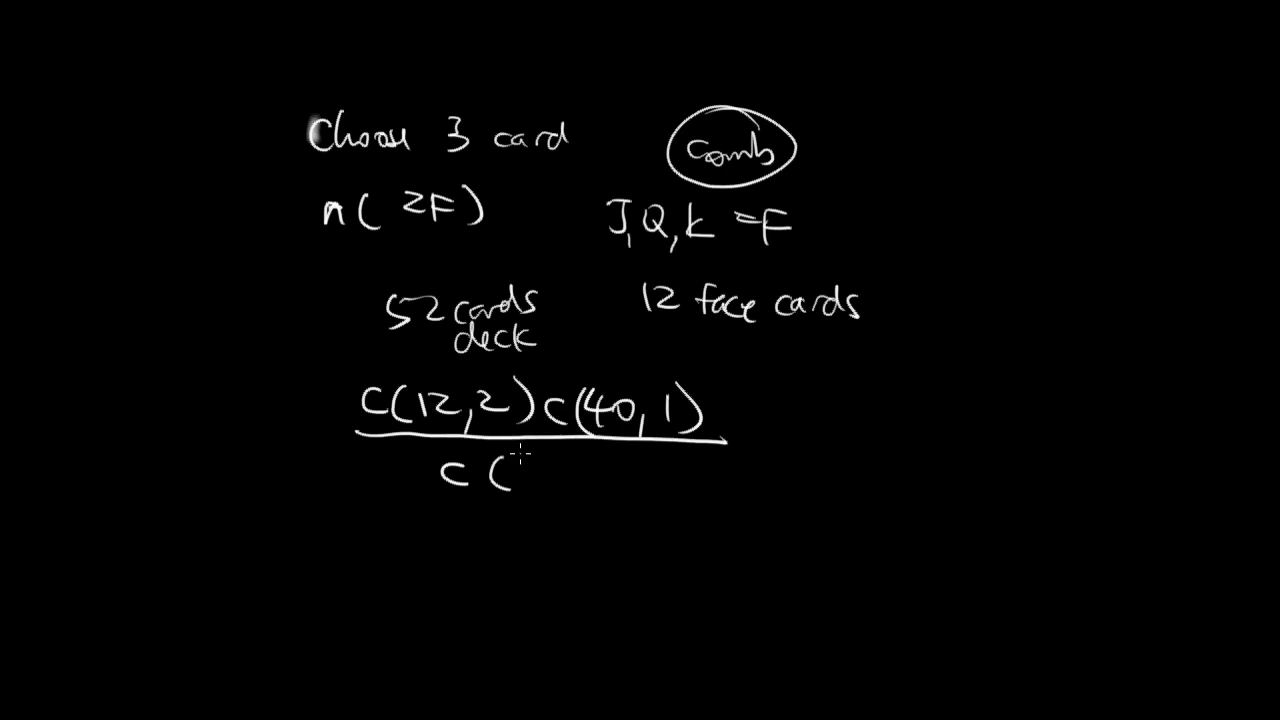 Choose 3 card
comb
n( 2F)
J, Q, K =F
52 cards
deck
12 face cards
C(12,2) C(40,1)
C (